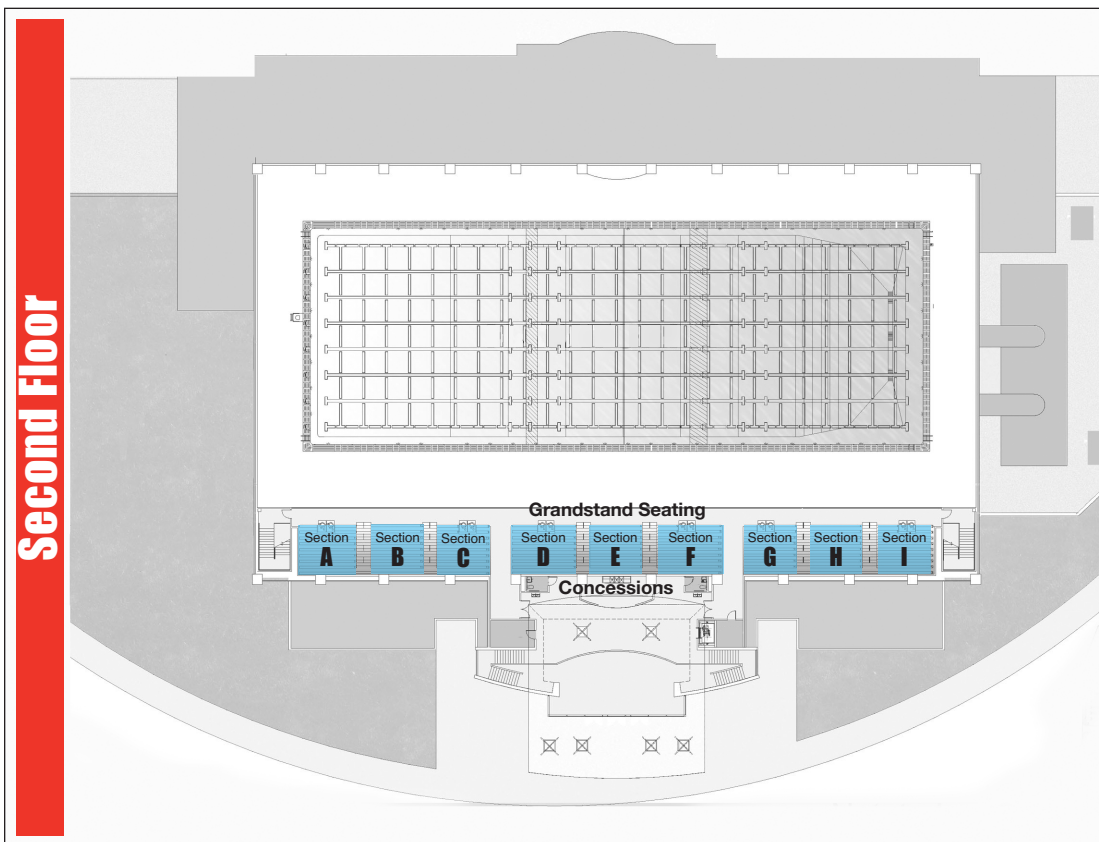 Second Floor
Grandstand Seating
Section
A
Section
B
Section
C
Section
D
Section
E
Section
F
Section
G
Section
H
Section
I
Concessions